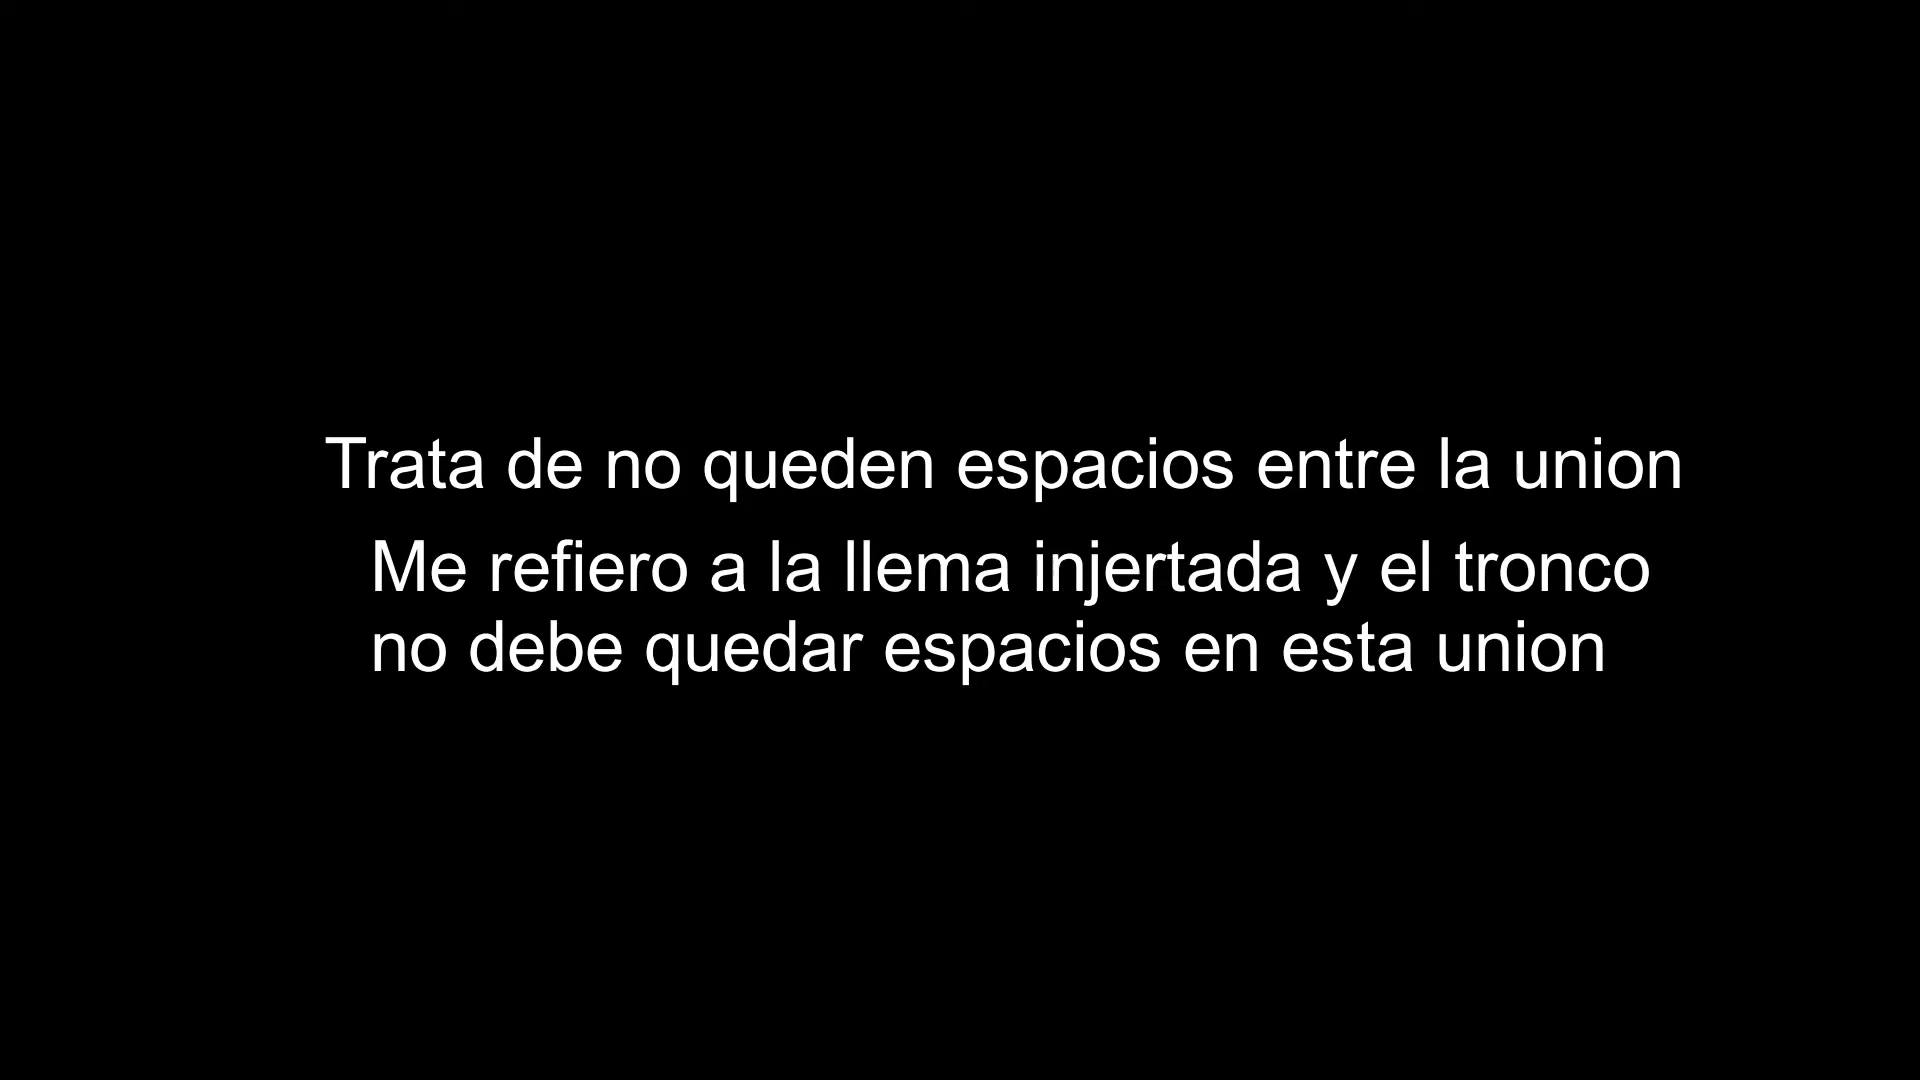 Trata de no queden espacios entre la union
Me refiero a la llema injertada y el tronco
no debe quedar espacios en esta union